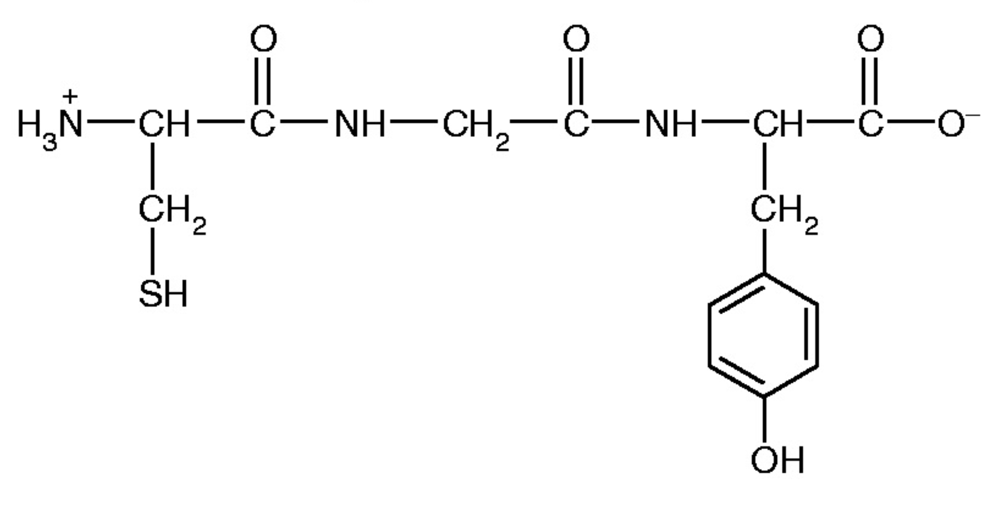 O O O
H3N+ CH C NH CH2 C NH CH C O−
CH2 CH2
SH
OH